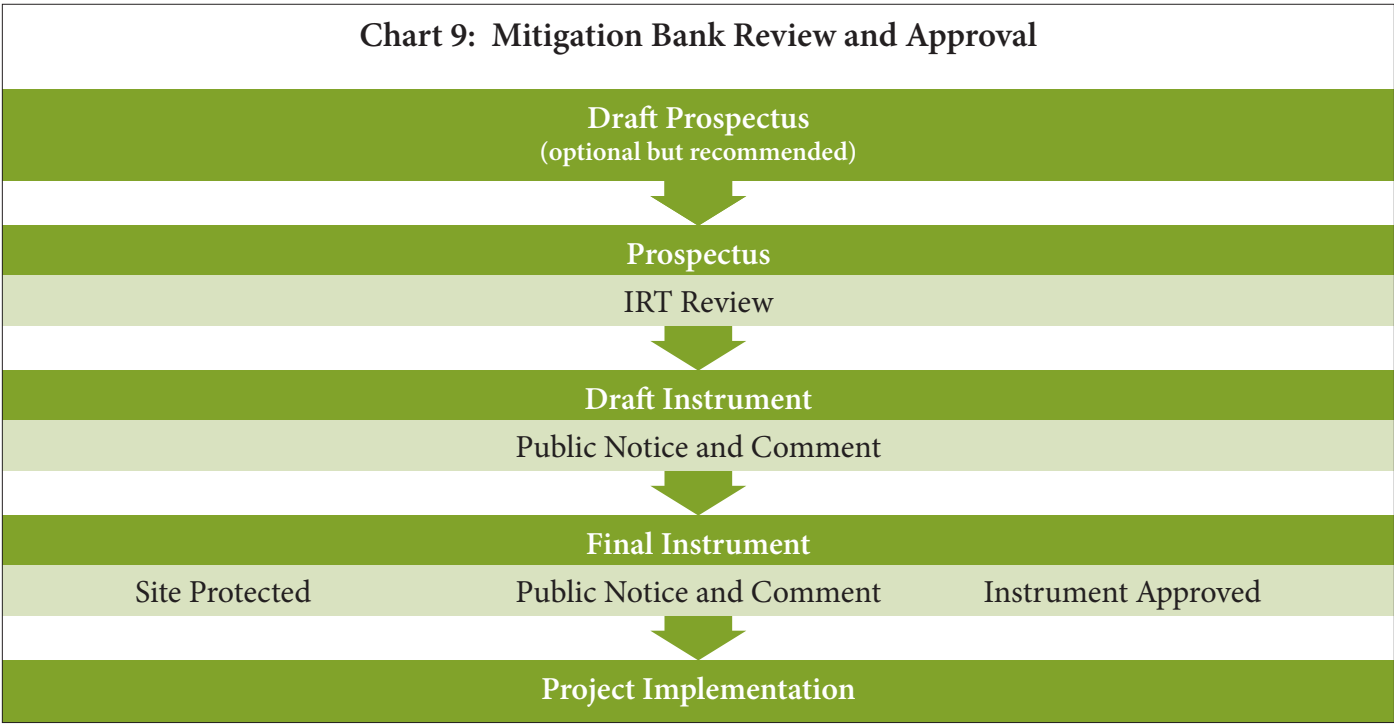 Chart 9: Mitigation Bank Review and Approval
Draft Prospectus
(optional but recommended)
Prospectus
IRT Review
Draft Instrument
Public Notice and Comment
Final Instrument
Site Protected Public Notice and Comment Instrument Approved
Project Implementation